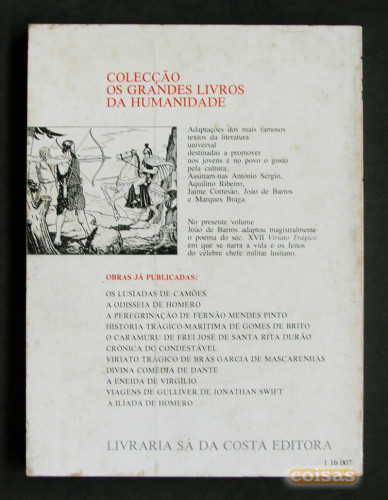 COLECÇÃO
OS GRANDES LIVROS
DA HUMANIDADE
Adaptações dos mais famosos
textos da literatura
universal
destinadas a promover
nos jovens e no povo o gosto
pela cultura.
Assinam-nas António Sergio,
Aquilino Ribeiro,
Jaime Cortesão, João de Barros
e Marques Braga.
No presente volume
João de Barros adaptou magistralmente
o poema do séc. XVII Viriato Trágico
em que se narra a vida e os feitos
do celebre chefe militar lusitano.
OBRAS JÁ PUBLICADAS:
OS LUSÍADAS DE CAMÕES
A ODISSEIA DE HOMERO
A PEREGRINAÇÃO DE FERNÃO MENDES PINTO
HISTÓRIA TRÁGICO-MARÍTIMA DE GOMES DE BRITO
O CARAMURU DE FREI JOSÉ DE SANTA RITA DURÃO
CRÓNICA DO CONDESTÁVEL
VIRIATO TRÁGICO DE BRÁS GARCIA DE MASCARENHAS
DIVINA COMÉDIA DE DANTE
A ENEIDA DE VIRGÍLIO
VIAGENS DE GULLIVER DE JONATHAN SWIFT
A ILÍADA DE HOMERO
LIVRARIA SÁ DA COSTA EDITORA
1 16 007
coisas